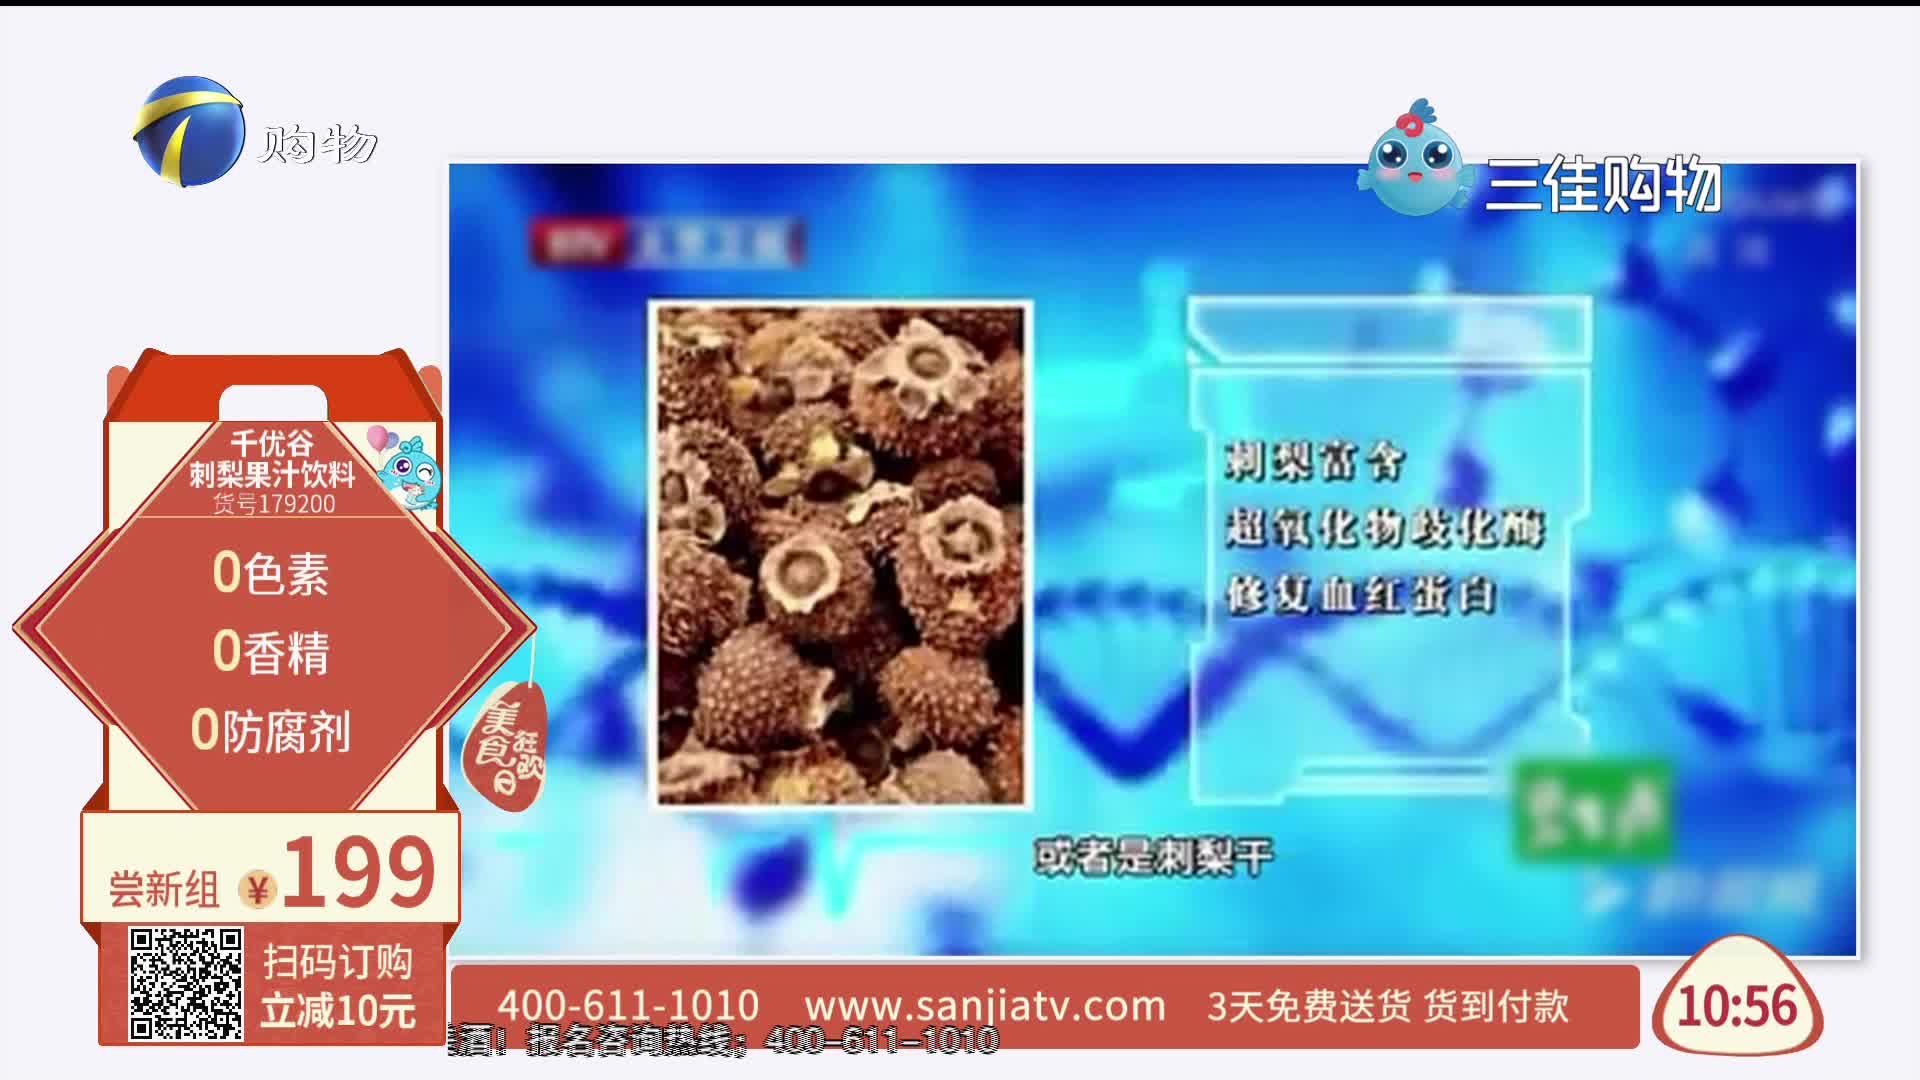 购物
三佳购物
千优谷
刺梨果汁饮料
货号179200
0色素
0香精
0防腐剂
美食日
狂欢
尝新组 ¥199
扫码订购
立减10元
刺梨富含
超氧化物歧化酶
修复血红蛋白
或者是刺梨干
400-611-1010 www.sanjiatv.com 3天免费送货 货到付款
酒！报名咨询热线：400-611-1010
10:56